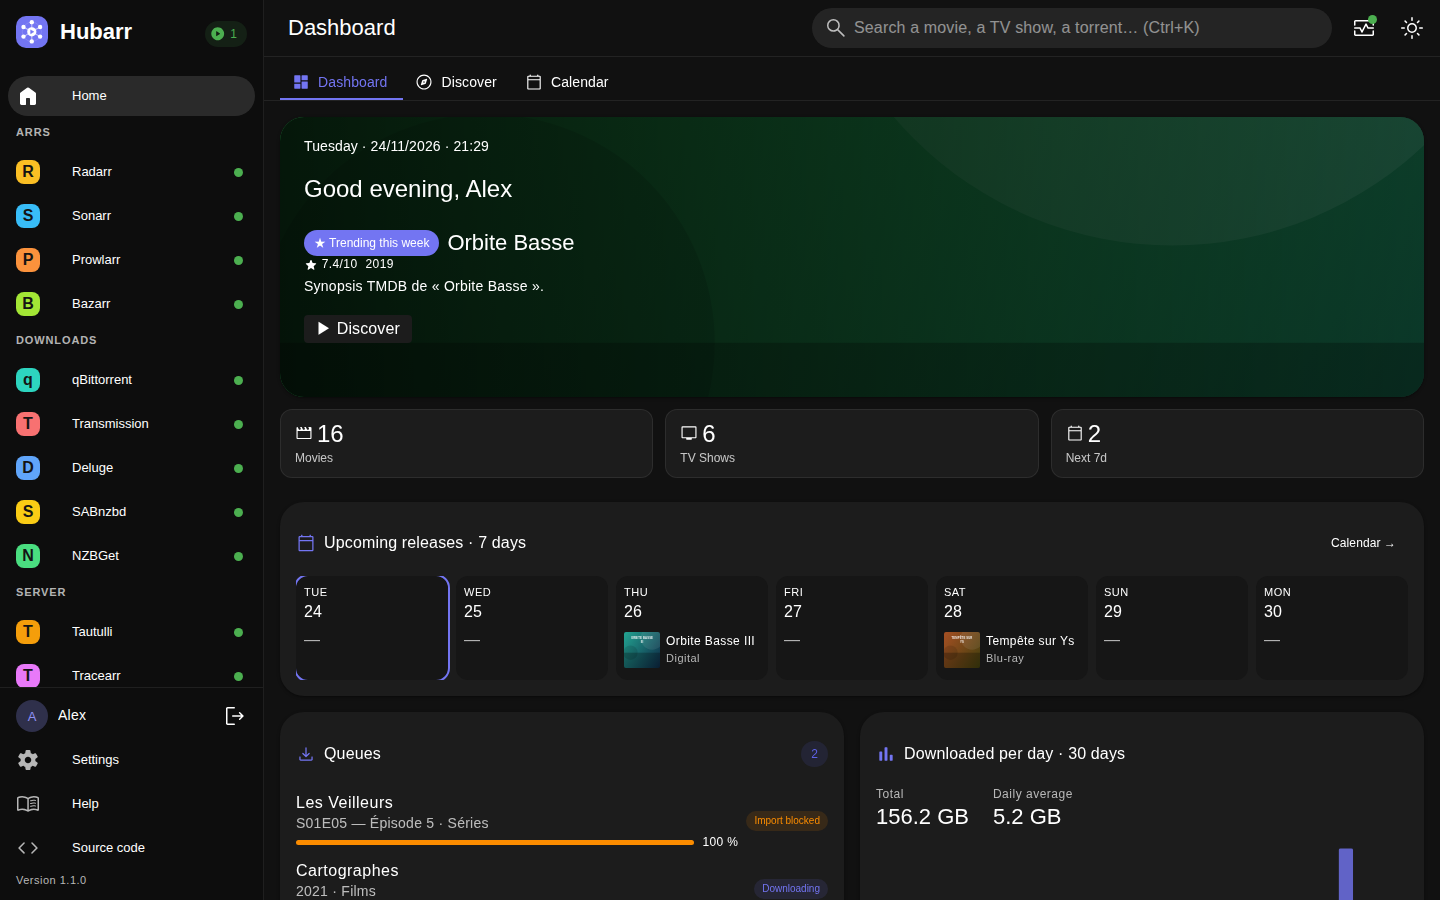 Hubarr
1
Home
ARRS
R Radarr
S Sonarr
P Prowlarr
B Bazarr
DOWNLOADS
q qBittorrent
T Transmission
D Deluge
S SABnzbd
N NZBGet
SERVER
T Tautulli
T Tracearr
A Alex
Settings
Help
Source code
Version 1.1.0
Dashboard
Search a movie, a TV show, a torrent… (Ctrl+K)
Dashboard Discover Calendar
Tuesday · 24/11/2026 · 21:29
Good evening, Alex
Trending this week Orbite Basse
7.4/10 2019
Synopsis TMDB de « Orbite Basse ».
Discover
16
Movies
6
TV Shows
2
Next 7d
Upcoming releases · 7 days
Calendar →
TUE
24
—
WED
25
—
THU
26
ORBITE BASSE
III
Orbite Basse III
Digital
FRI
27
—
SAT
28
TEMPÊTE SUR
YS
Tempête sur Ys
Blu-ray
SUN
29
—
MON
30
—
Queues
2
Les Veilleurs
S01E05 — Épisode 5 · Séries
Import blocked
100 %
Cartographes
2021 · Films
Downloading
Downloaded per day · 30 days
Total
156.2 GB
Daily average
5.2 GB